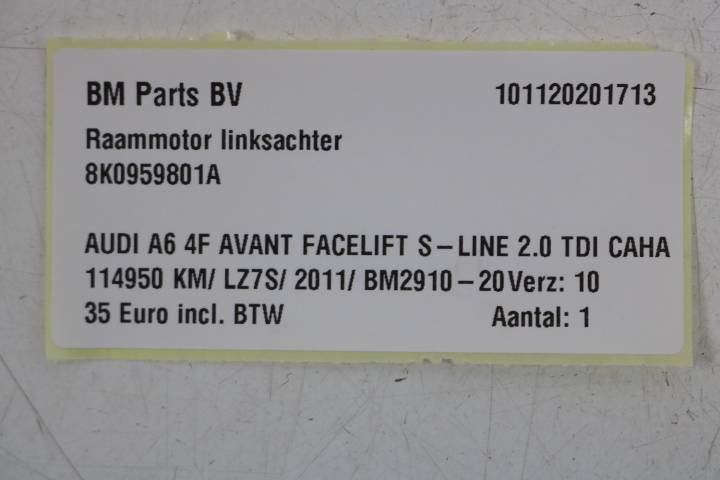 BM Parts BV 101120201713
Raammotor linksachter
8K0959801A
AUDI A6 4F AVANT FACELIFT S-LINE 2.0 TDI CAHA
114950 KM/ LZ7S/ 2011/ BM2910-20Verz: 10
35 Euro incl. BTW Aantal: 1